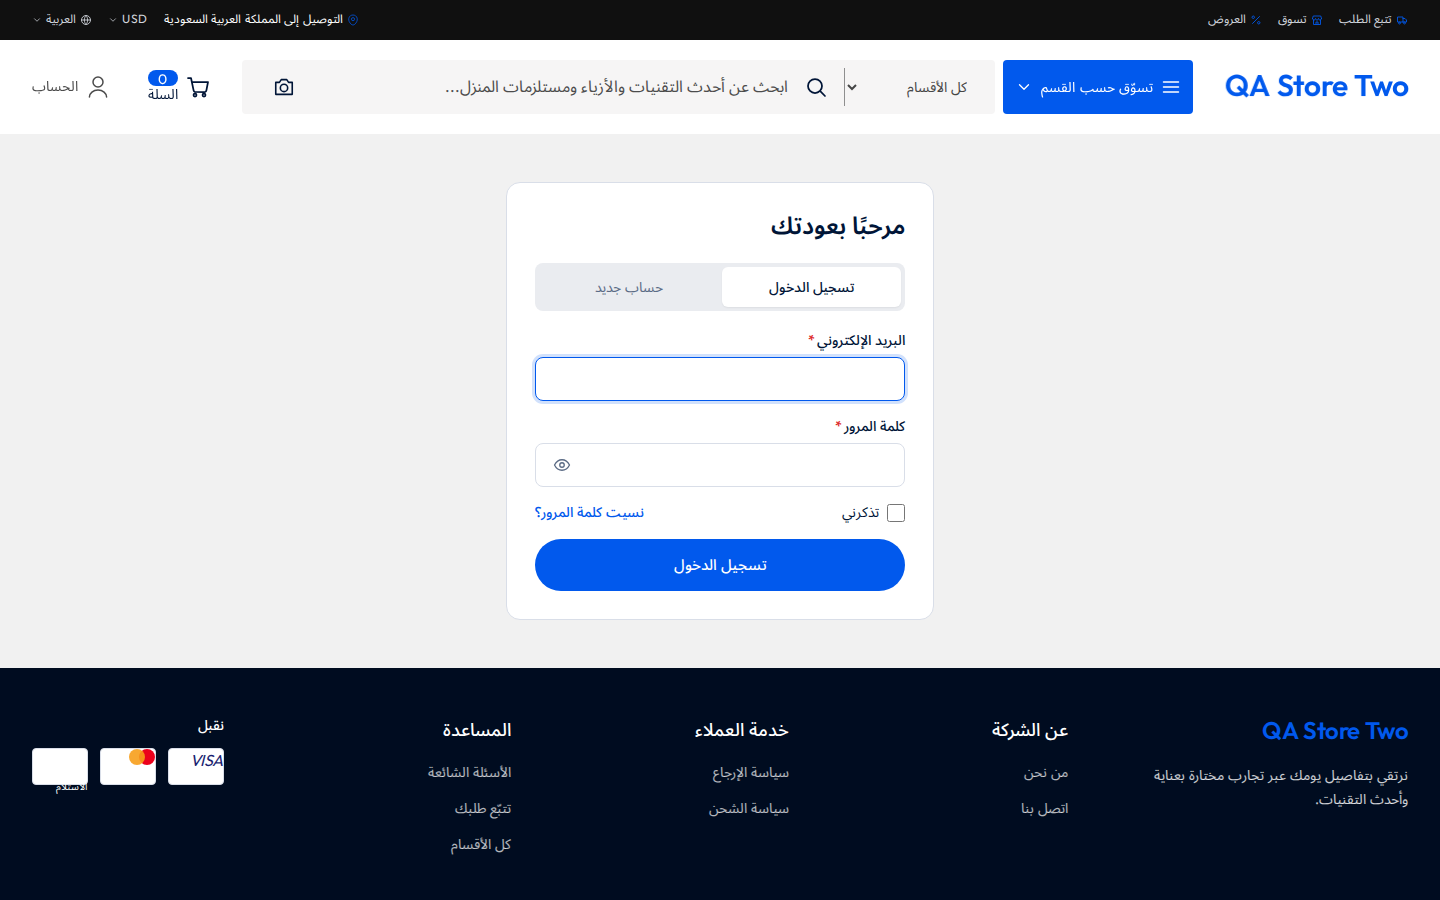 تتبع الطلب
تسوق
العروض
التوصيل إلى المملكة العربية السعودية
USD
العربية
QA Store Two
تسوّق حسب القسم
كل الأقسام
ابحث عن أحدث التقنيات والأزياء ومستلزمات المنزل...
0
السلة
الحساب
مرحبًا بعودتك
تسجيل الدخول
حساب جديد
البريد الإلكتروني *
كلمة المرور *
تذكرني
نسيت كلمة المرور؟
تسجيل الدخول
QA Store Two
نرتقي بتفاصيل يومك عبر تجارب مختارة بعناية
وأحدث التقنيات.
عن الشركة
من نحن
اتصل بنا
خدمة العملاء
سياسة الإرجاع
سياسة الشحن
المساعدة
الأسئلة الشائعة
تتبّع طلبك
كل الأقسام
نقبل
VISA
الاستلام